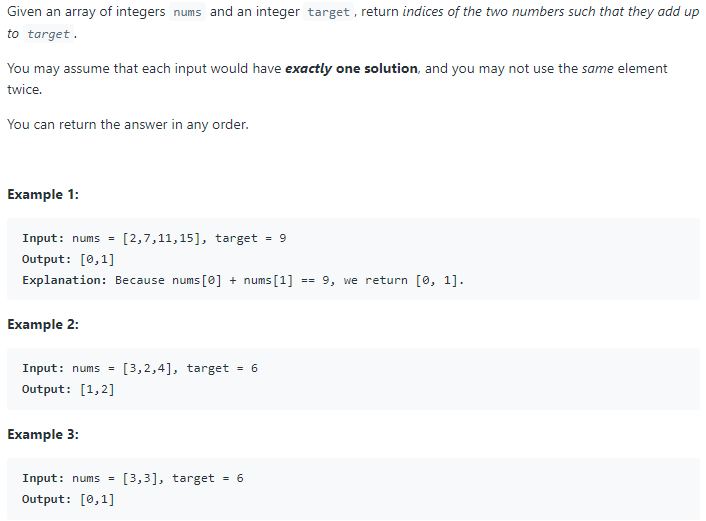 Given an array of integers nums and an integer target, return indices of the two numbers such that they add up
to target.
You may assume that each input would have exactly one solution, and you may not use the same element
twice.
You can return the answer in any order.
Example 1:
Input: nums = [2,7,11,15], target = 9
Output: [0,1]
Explanation: Because nums[0] + nums[1] == 9, we return [0, 1].
Example 2:
Input: nums = [3,2,4], target = 6
Output: [1,2]
Example 3:
Input: nums = [3,3], target = 6
Output: [0,1]